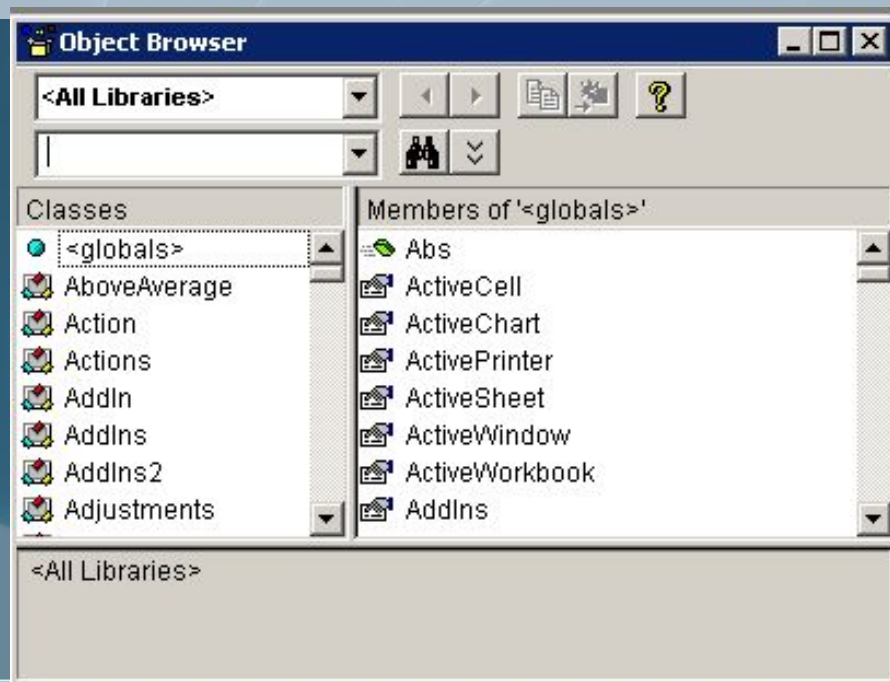 Object Browser
<All Libraries>
Classes
Members of '<globals>'
<globals>
AboveAverage
Action
Actions
AddIn
AddIns
AddIns2
Adjustments
Abs
ActiveCell
ActiveChart
ActivePrinter
ActiveSheet
ActiveWindow
ActiveWorkbook
AddIns
<All Libraries>